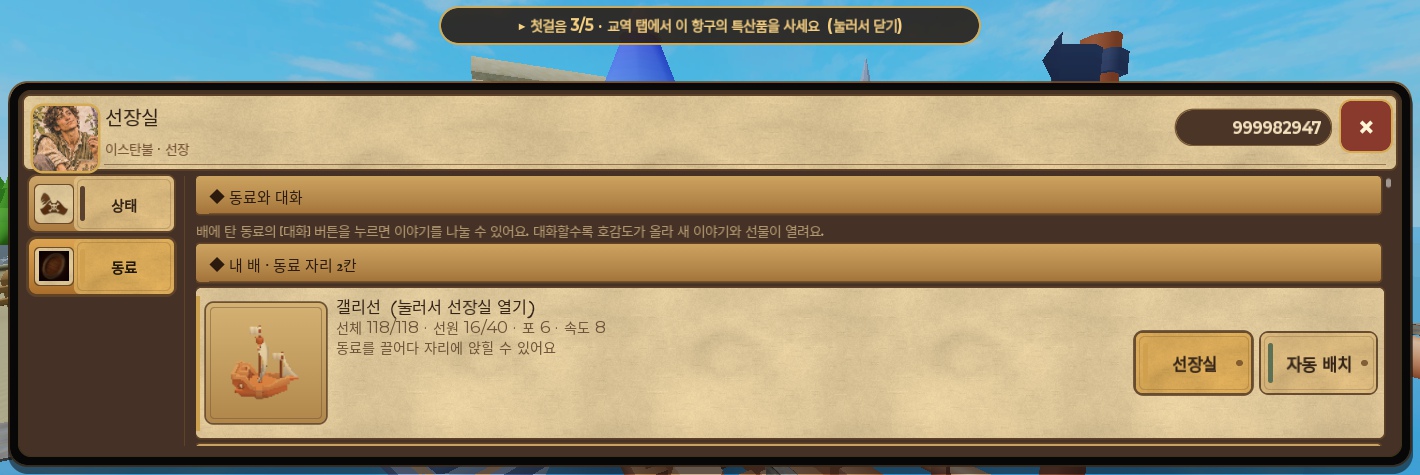 ▸ 첫걸음 3/5 · 교역 탭에서 이 항구의 특산품을 사세요 (눌러서 닫기)
선장실
이스탄불 · 선장
999982947
×
상태
동료
◆ 동료와 대화
배에 탄 동료의 [대화] 버튼을 누르면 이야기를 나눌 수 있어요. 대화할수록 호감도가 올라 새 이야기와 선물이 열려요.
◆ 내 배 · 동료 자리 2칸
갤리선 (눌러서 선장실 열기)
선체 118/118 · 선원 16/40 · 포 6 · 속도 8
동료를 끌어다 자리에 앉힐 수 있어요
선장실
자동 배치